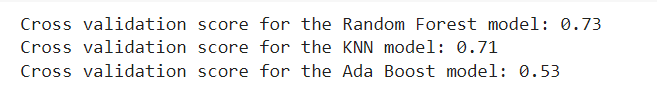 Cross validation score for the Random Forest model: 0.73
Cross validation score for the KNN model: 0.71
Cross validation score for the Ada Boost model: 0.53